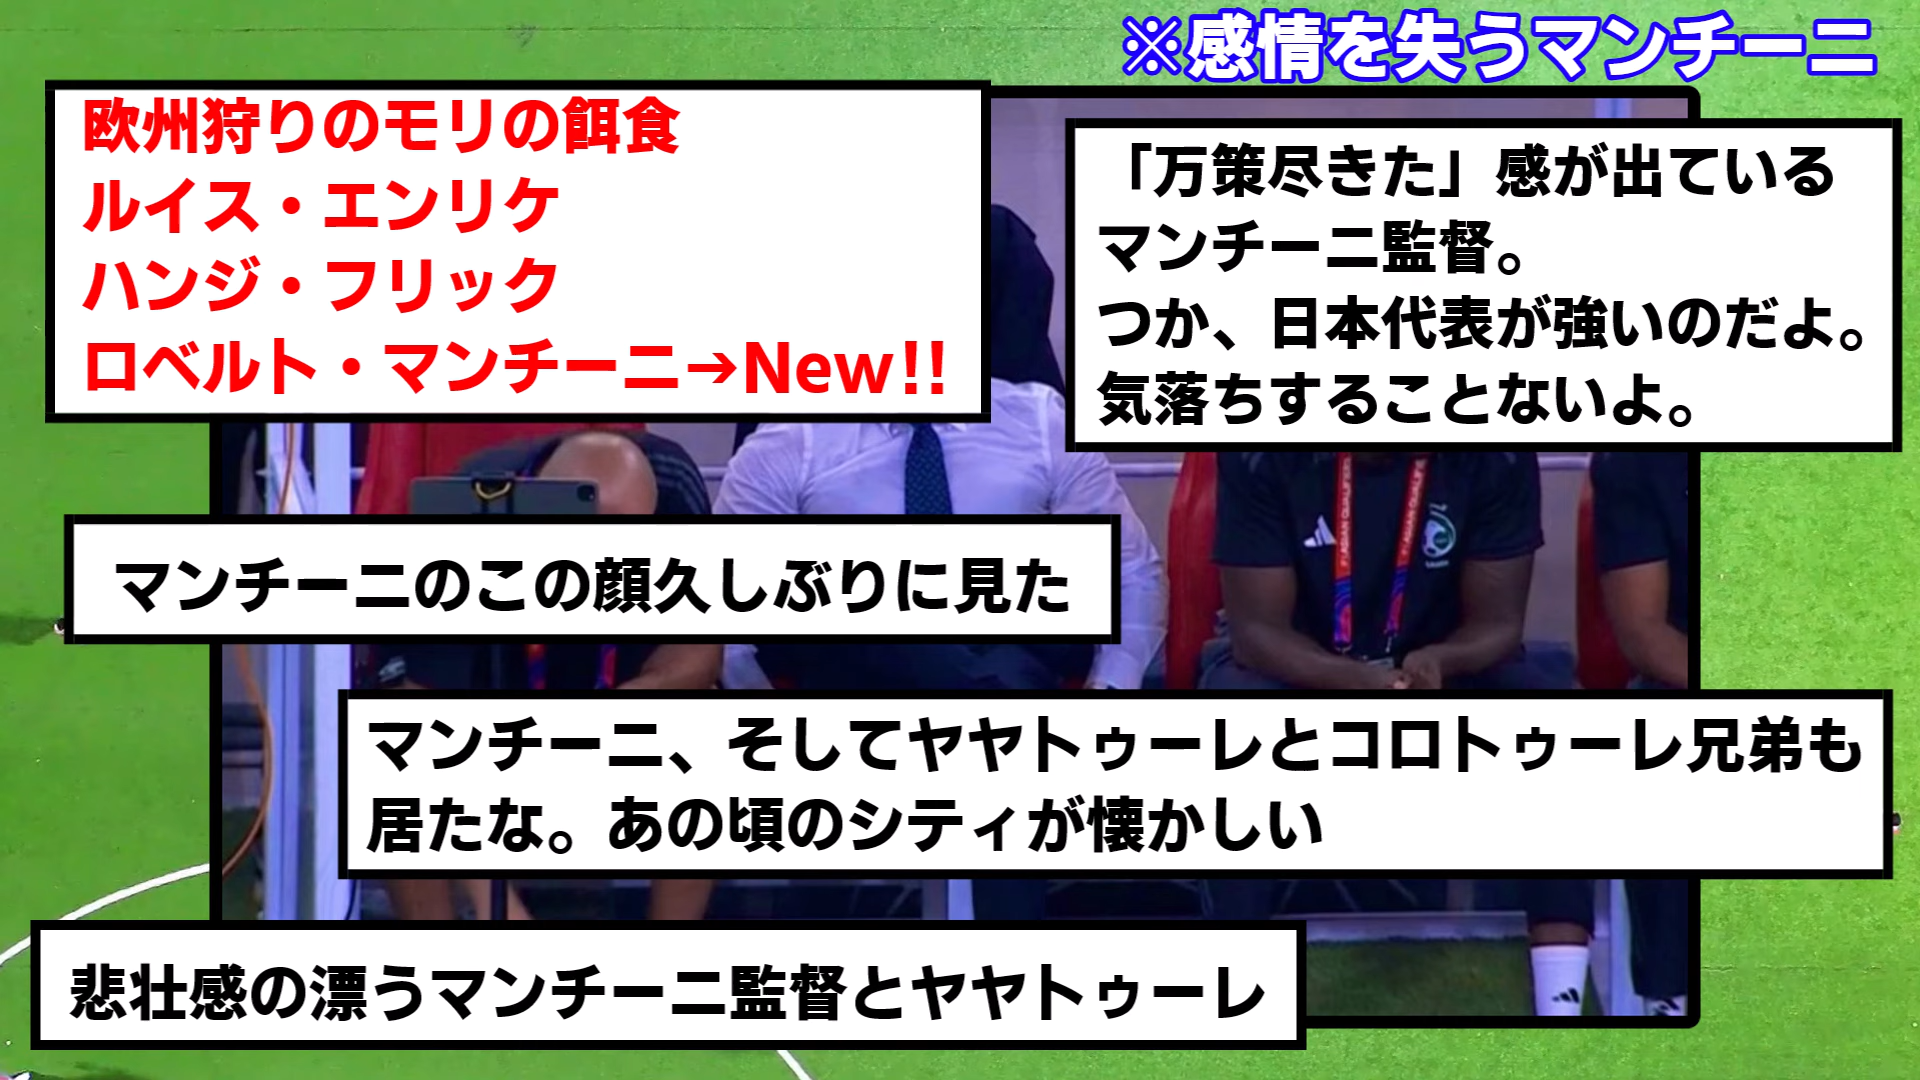 ※感情を失うマンチーニ
欧州狩りのモリの餌食
ルイス・エンリケ
ハンジ・フリック
ロベルト・マンチーニ→New!!
「万策尽きた」感が出ている
マンチーニ監督。
つか、日本代表が強いのだよ。
気落ちすることないよ。
マンチーニのこの顔久しぶりに見た
マンチーニ、そしてヤヤトゥーレとコロトゥーレ兄弟も
居たな。あの頃のシティが懐かしい
悲壮感の漂うマンチーニ監督とヤヤトゥーレ